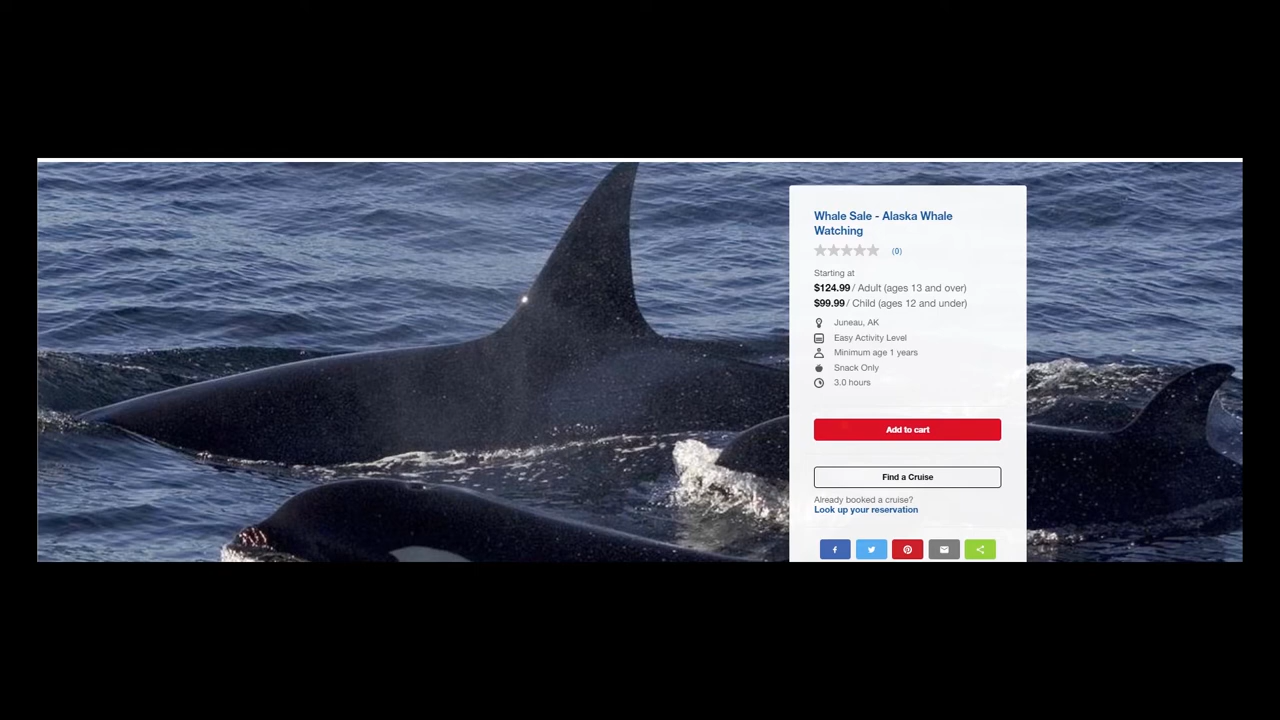 Whale Sale - Alaska Whale
Watching
(0)
Starting at
$124.99 / Adult (ages 13 and over)
$99.99 / Child (ages 12 and under)
Juneau, AK
Easy Activity Level
Minimum age 1 years
Snack Only
3.0 hours
Add to cart
Find a Cruise
Already booked a cruise?
Look up your reservation